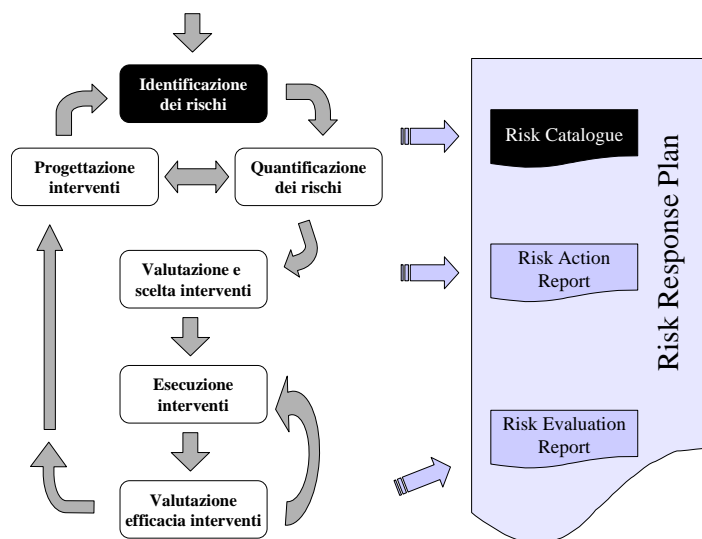 Identificazione
dei rischi
Progettazione
interventi
Quantificazione
dei rischi
Valutazione e
scelta interventi
Esecuzione
interventi
Valutazione
efficacia interventi
Risk Catalogue
Risk Action
Report
Risk Evaluation
Report
Risk Response Plan